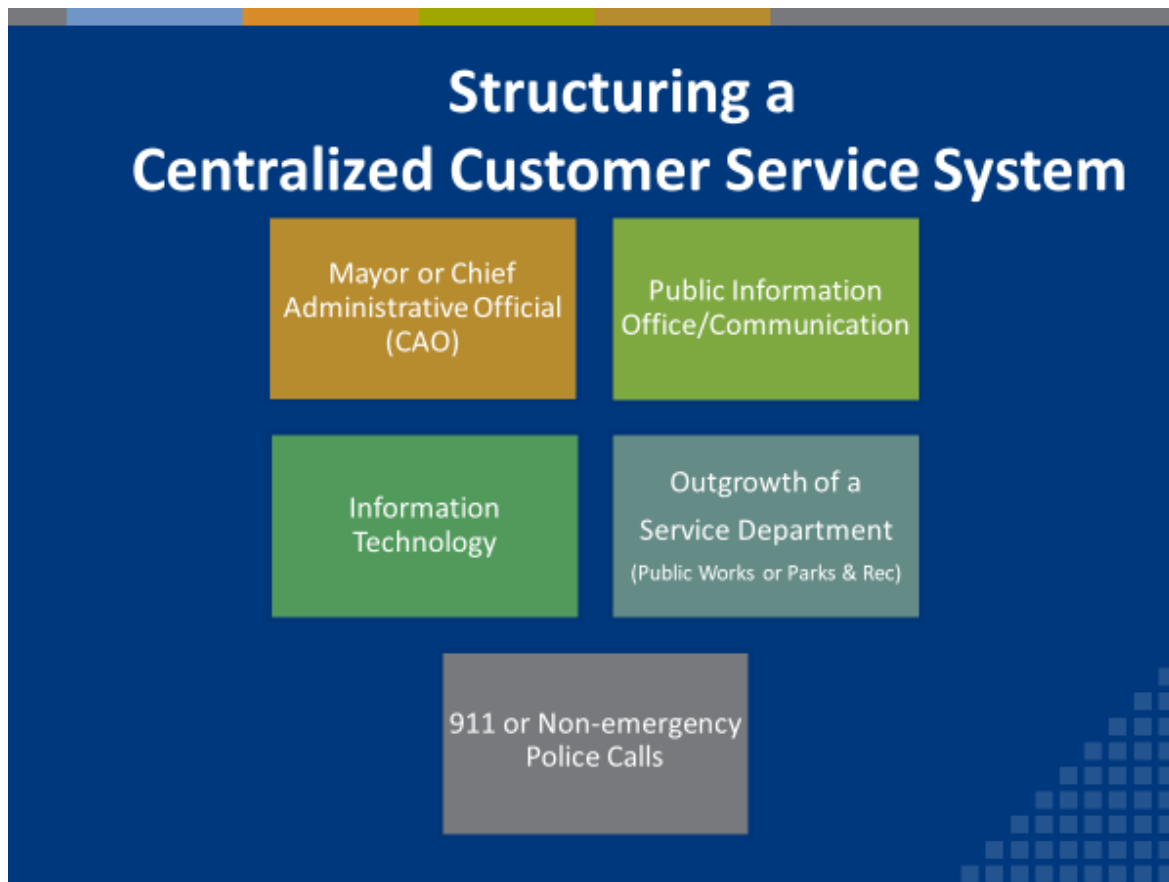 Structuring a
Centralized Customer Service System
Mayor or Chief
Administrative Official
(CAO)
Public Information
Office/Communication
Information
Technology
Outgrowth of a
Service Department
(Public Works or Parks & Rec)
911 or Non-emergency
Police Calls